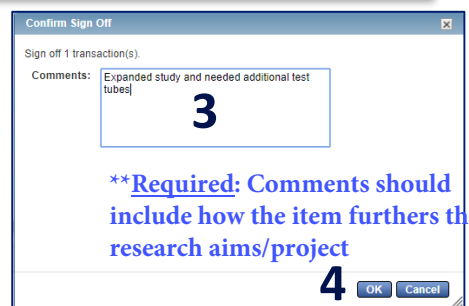 Confirm Sign Off
Sign off 1 transaction(s).
Comments: Expanded study and needed additional test
tubes
3
**Required: Comments should
include how the item furthers th
research aims/project
4 OK Cancel